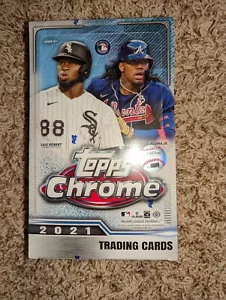 88
LUIS ROBERT
topps
Chrome
2021
TRADING CARDS